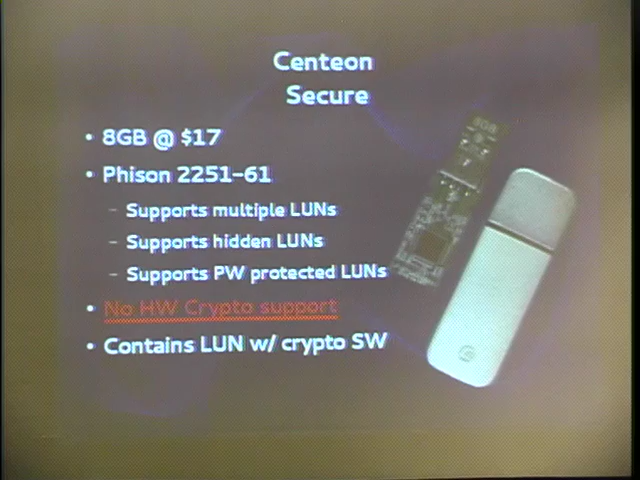 Centeon
Secure
• 8GB @ $17
• Phison 2251-61
– Supports multiple LUNs
– Supports hidden LUNs
– Supports PW protected LUNs
• No HW Crypto support
• Contains LUN w/ crypto SW
8GB